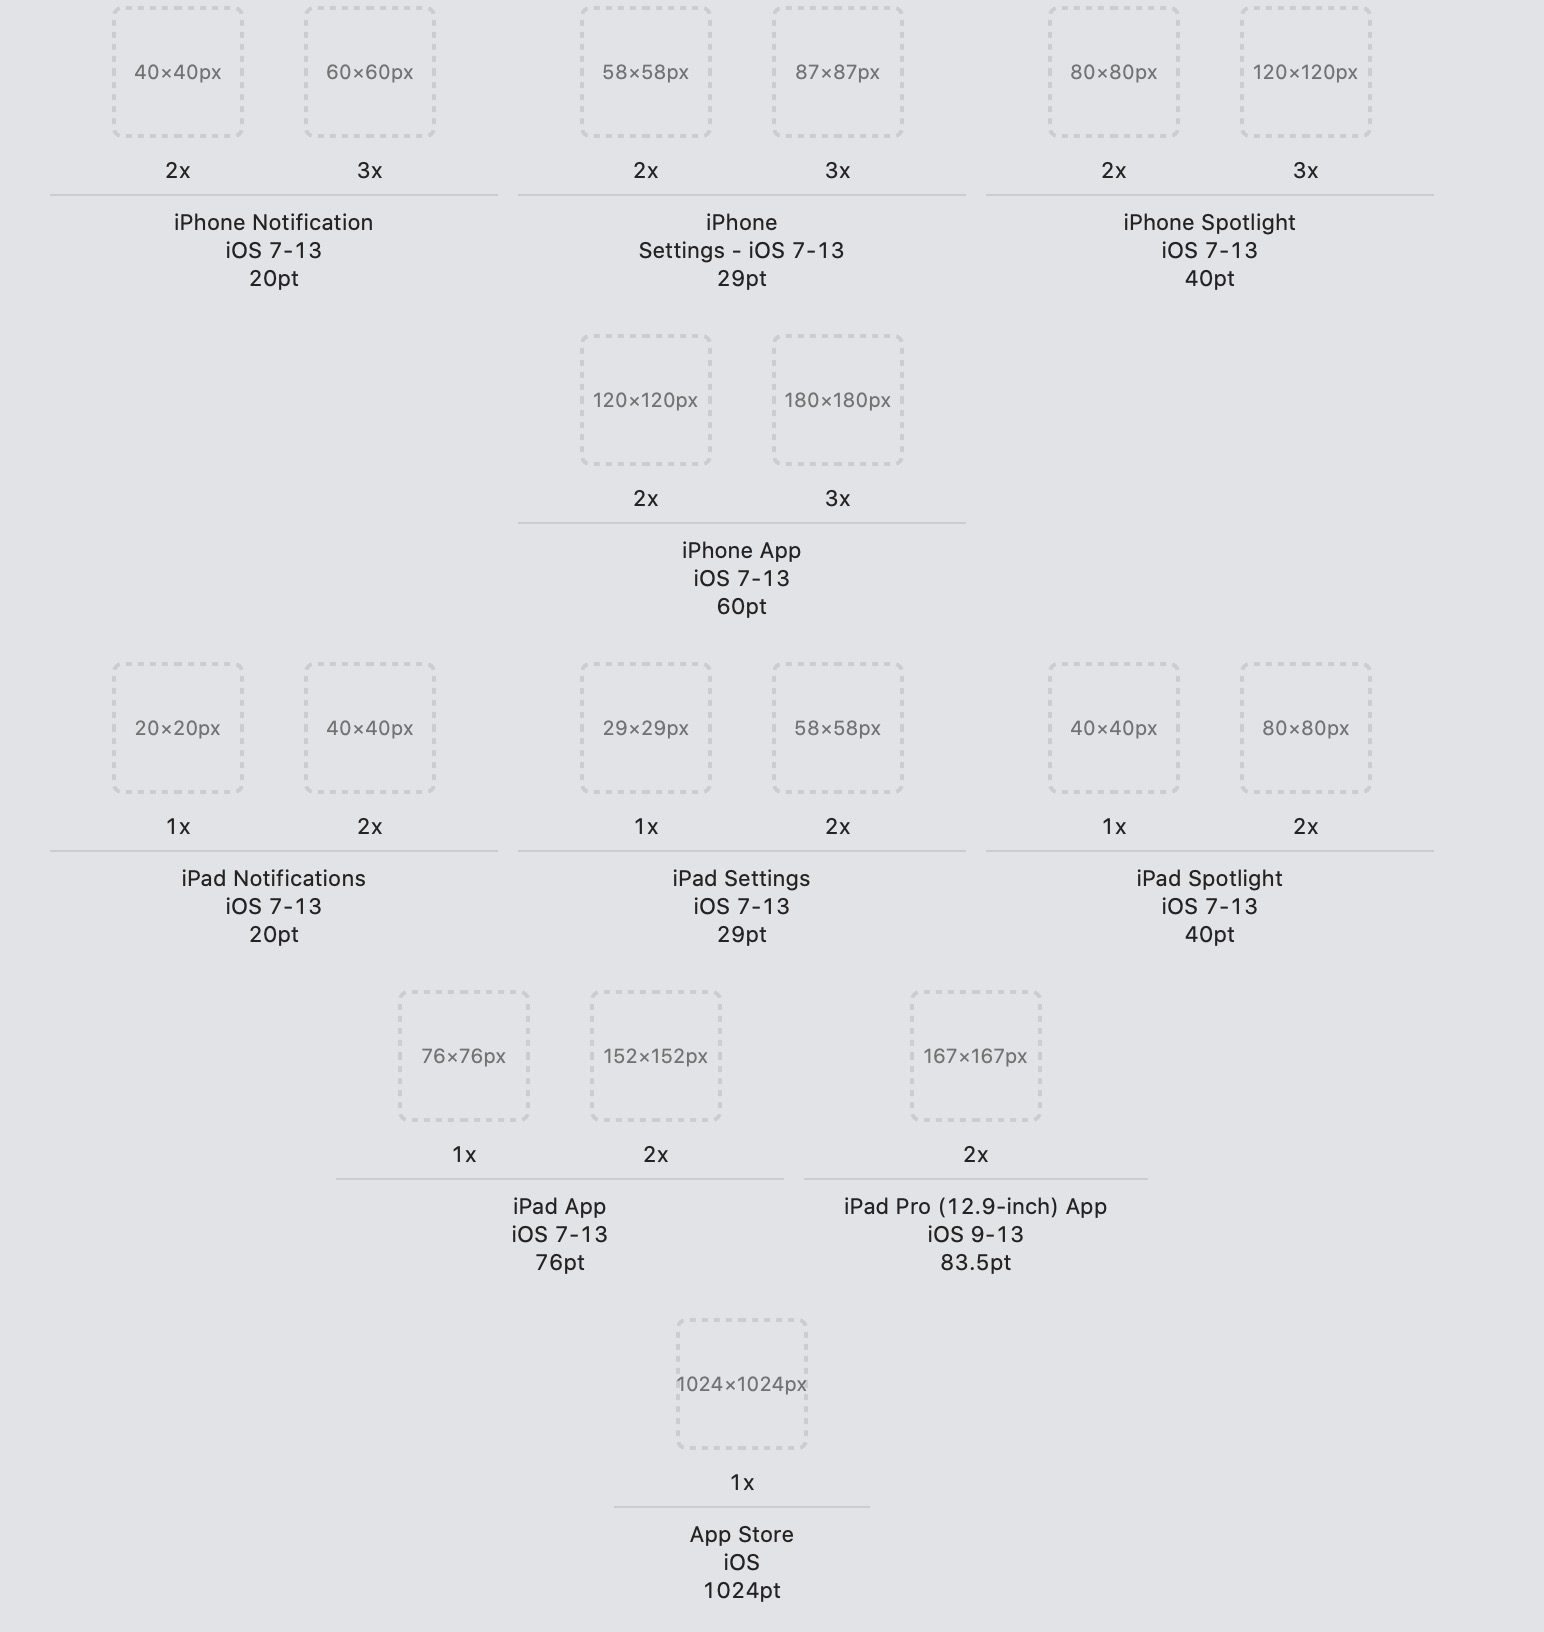 40×40px 60×60px 58×58px 87×87px 80×80px 120×120px
2x 3x 2x 3x 2x 3x
iPhone Notification
iOS 7-13
20pt
iPhone
Settings - iOS 7-13
29pt
iPhone Spotlight
iOS 7-13
40pt
120×120px 180×180px
2x 3x
iPhone App
iOS 7-13
60pt
20×20px 40×40px 29×29px 58×58px 40×40px 80×80px
1x 2x 1x 2x 1x 2x
iPad Notifications
iOS 7-13
20pt
iPad Settings
iOS 7-13
29pt
iPad Spotlight
iOS 7-13
40pt
76×76px 152×152px 167×167px
1x 2x 2x
iPad App
iOS 7-13
76pt
iPad Pro (12.9-inch) App
iOS 9-13
83.5pt
1024×1024px
1x
App Store
iOS
1024pt